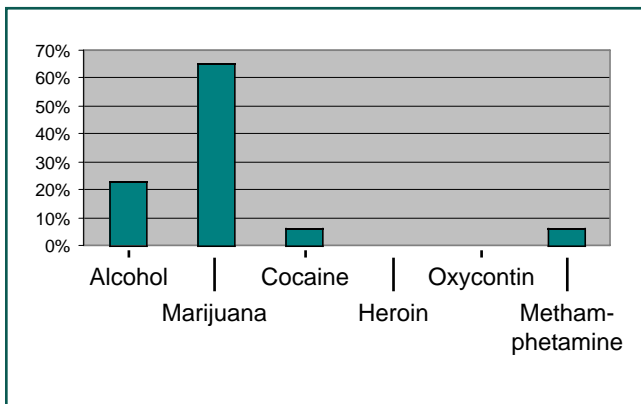 70%
60%
50%
40%
30%
20%
10%
0%
Alcohol
Cocaine
Oxycontin
Marijuana
Heroin
Metham-
phetamine